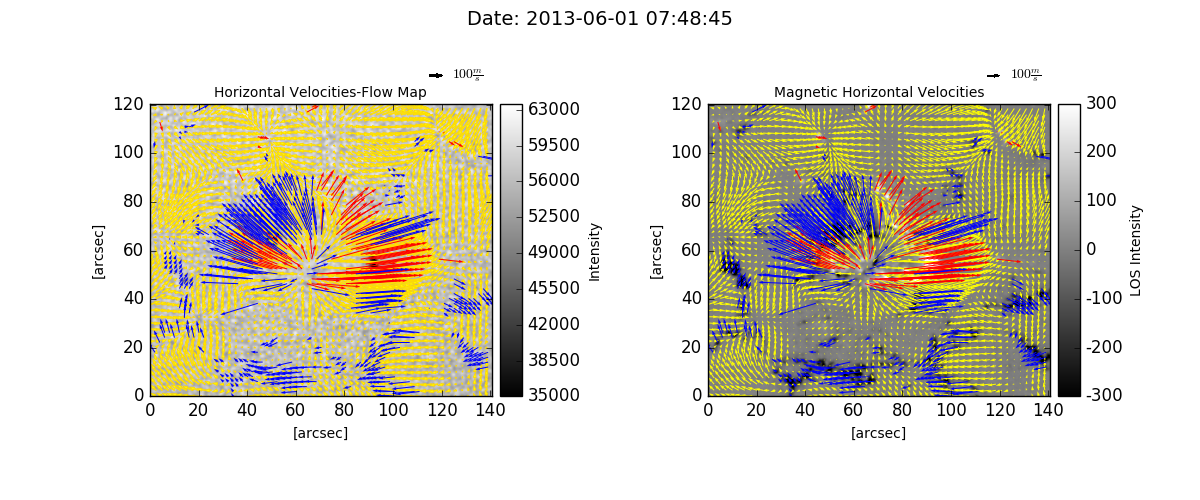 Date: 2013-06-01 07:48:45
100 m/s
100 m/s
Horizontal Velocities-Flow Map
Magnetic Horizontal Velocities
120
100
80
60
40
20
0
[arcsec]
0 20 40 60 80 100 120 140
[arcsec]
63000
59500
56000
52500
49000
45500
42000
38500
35000
Intensity
120
100
80
60
40
20
0
[arcsec]
0 20 40 60 80 100 120 140
[arcsec]
300
200
100
0
-100
-200
-300
LOS Intensity